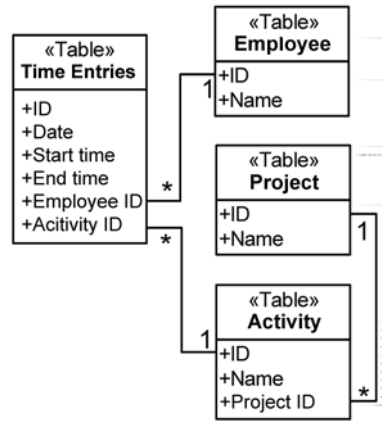 «Table»
Time Entries
+ID
+Date
+Start time
+End time
+Employee ID
+Acitivity ID
*
*
«Table»
Employee
+ID
+Name
1
«Table»
Project
+ID
+Name
1
«Table»
Activity
+ID
+Name
+Project ID
1
*